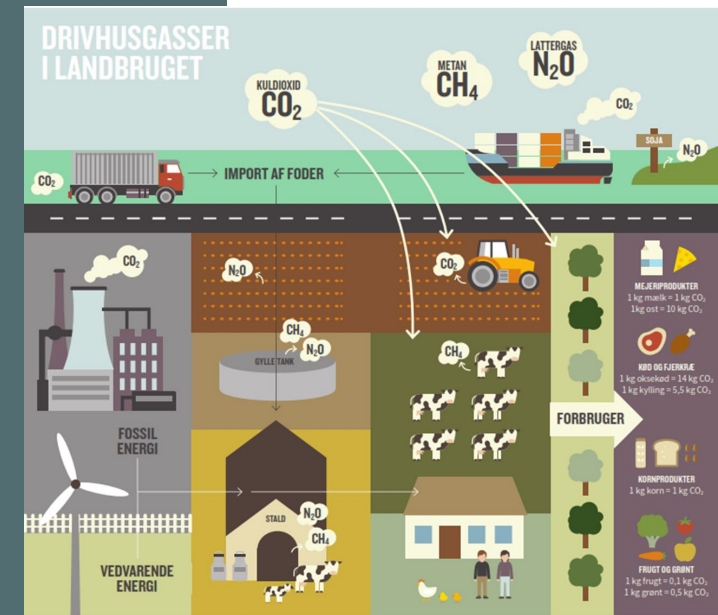 DRIVHUSGASSER
I LANDBRUGET
KULDIOXID
CO₂
METAN
CH₄
LATTERGAS
N₂O
CO₂
SOJA
N₂O
CO₂
IMPORT AF FODER
CO₂
N₂O
CO₂
CH₄
N₂O
GYLLETANK
CH₄
FOSSIL
ENERGI
VEDVARENDE
ENERGI
STALD
N₂O
CH₄
FORBRUGER
MEJERIPRODUKTER
1 kg mælk = 1 kg CO₂
1kg ost = 10 kg CO₂
KØD OG FJERKRÆ
1 kg oksekød = 14 kg CO₂
1 kg kylling = 5,5 kg CO₂
KORNPRODUKTER
1 kg korn = 1 kg CO₂
FRUGT OG GRØNT
1 kg frugt = 0,1 kg CO₂
1 kg grønt = 0,5 kg CO₂